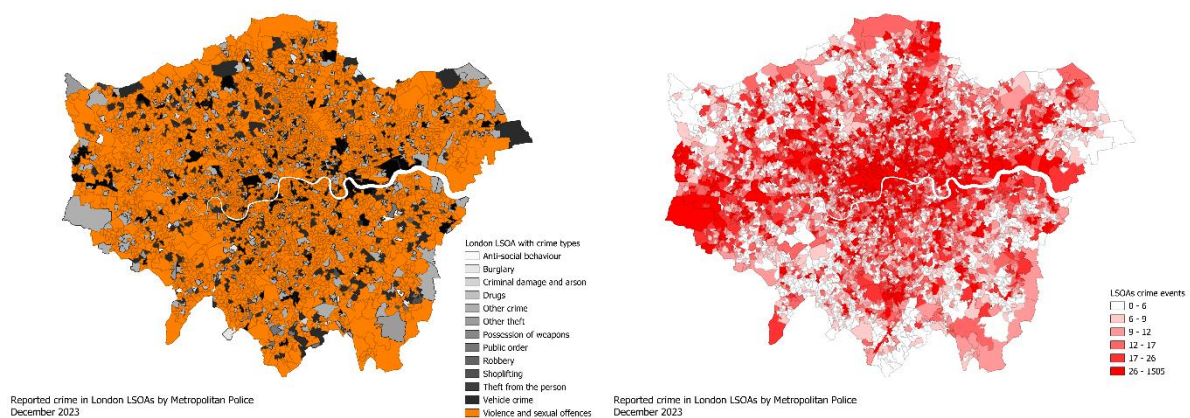 London LSOA with crime types
Anti-social behaviour
Burglary
Criminal damage and arson
Drugs
Other crime
Other theft
Possession of weapons
Public order
Robbery
Shoplifting
Theft from the person
Vehicle crime
Violence and sexual offences
Reported crime in London LSOAs by Metropolitan Police
December 2023
LSOAs crime events
0 - 6
6 - 9
9 - 12
12 - 17
17 - 26
26 - 1505
Reported crime in London LSOAs by Metropolitan Police
December 2023